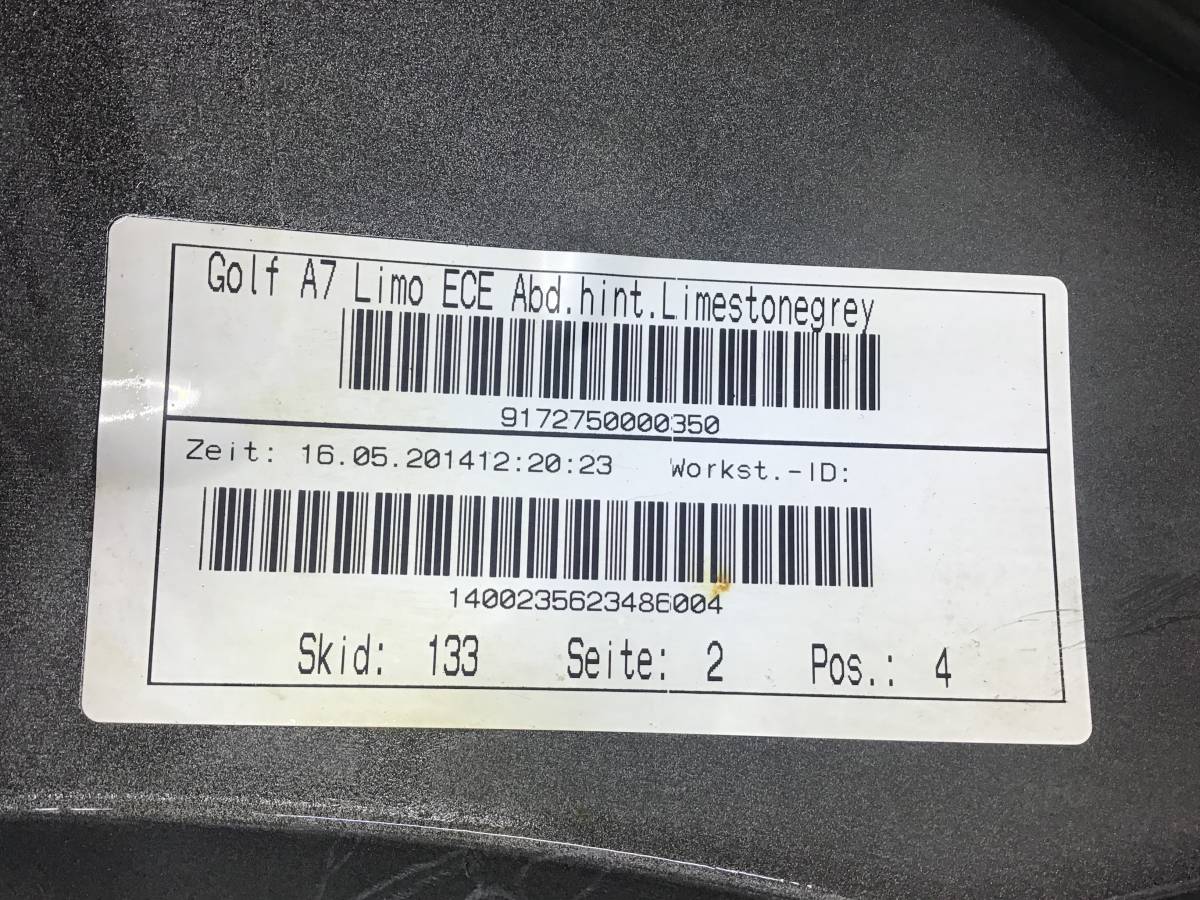 Golf A7 Limo ECE Abd.hint.Limestonegrey
9172750000350
Zeit: 16.05.201412:20:23 Workst.-ID:
1400235623486004
Skid: 133 Seite: 2 Pos.: 4